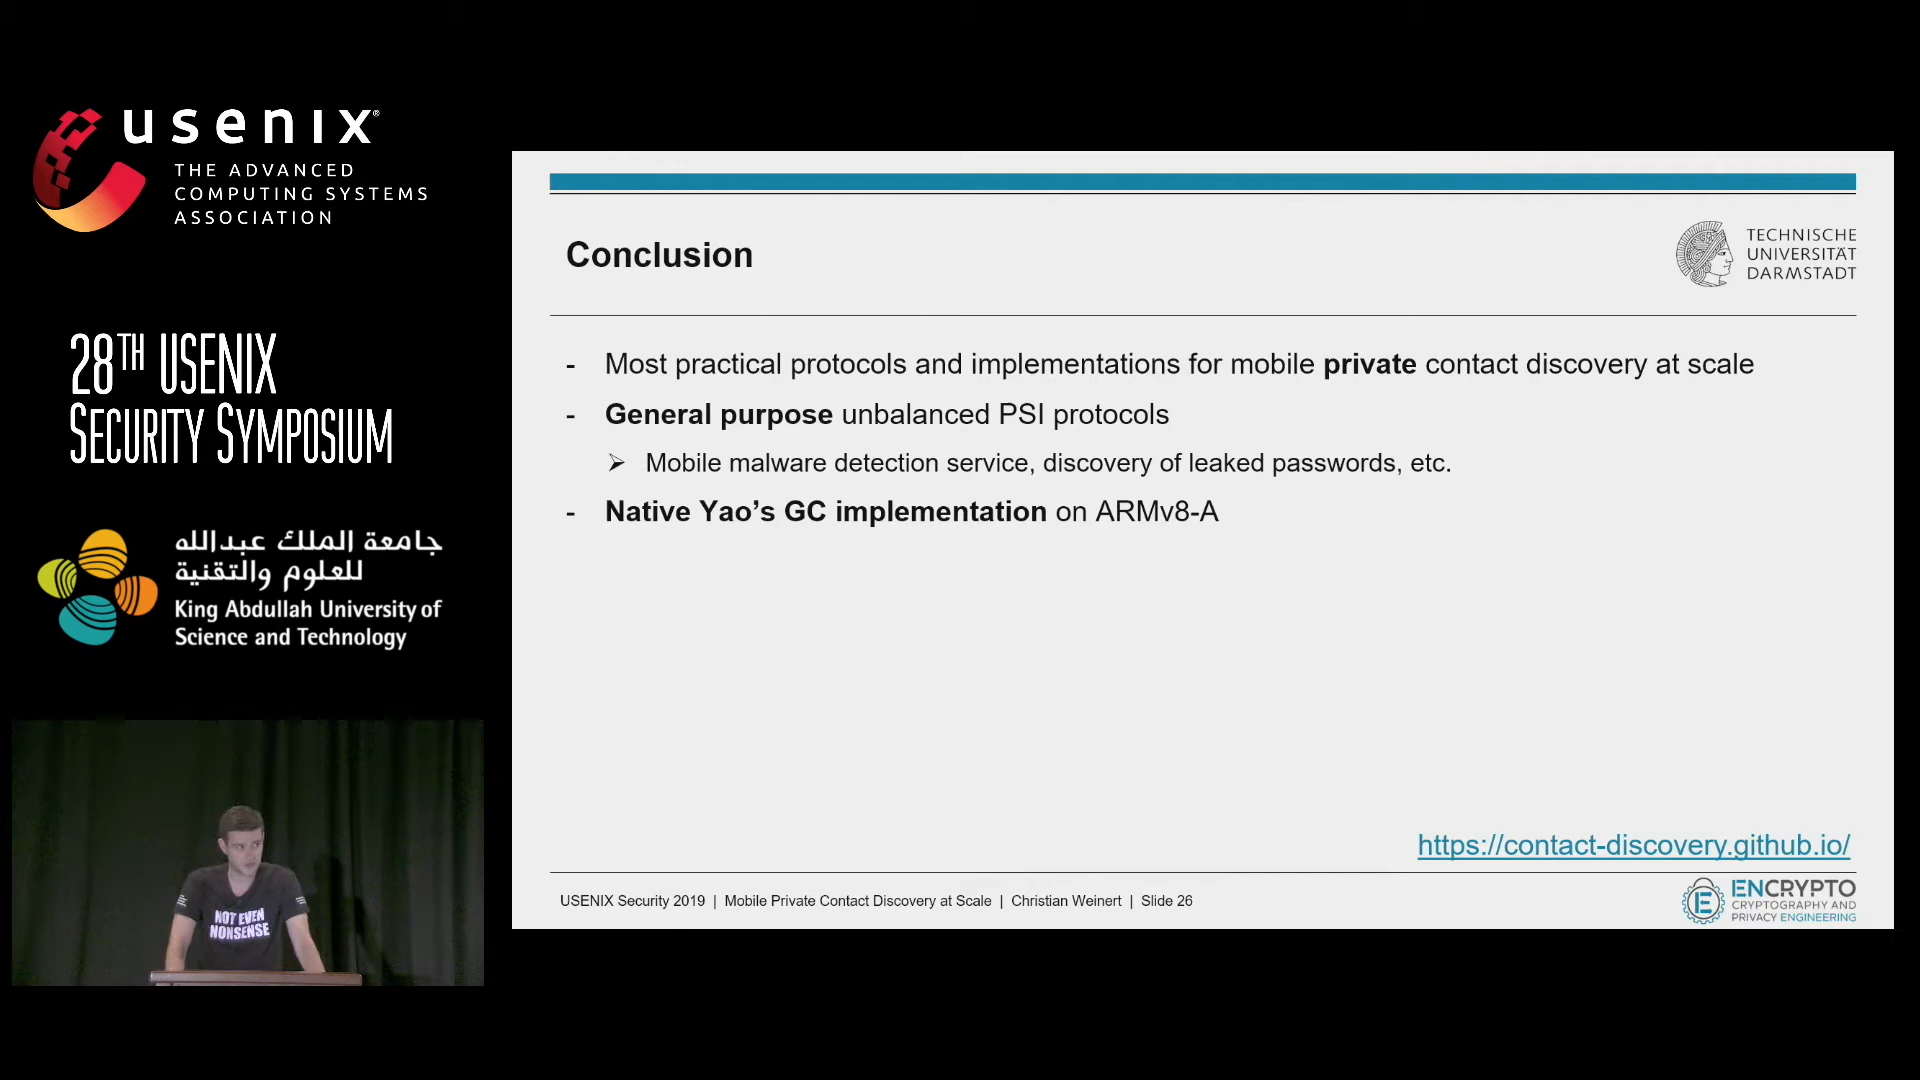 usenix®
THE ADVANCED
COMPUTING SYSTEMS
ASSOCIATION
28TH USENIX
SECURITY SYMPOSIUM
جامعة الملك عبدالله
للعلوم والتقنية
King Abdullah University of
Science and Technology
NOT EVEN
NONSENSE
Conclusion
TECHNISCHE
UNIVERSITÄT
DARMSTADT
- Most practical protocols and implementations for mobile private contact discovery at scale
- General purpose unbalanced PSI protocols
➢ Mobile malware detection service, discovery of leaked passwords, etc.
- Native Yao’s GC implementation on ARMv8-A
https://contact-discovery.github.io/
USENIX Security 2019 | Mobile Private Contact Discovery at Scale | Christian Weinert | Slide 26
ENCRYPTO
CRYPTOGRAPHY AND
PRIVACY ENGINEERING